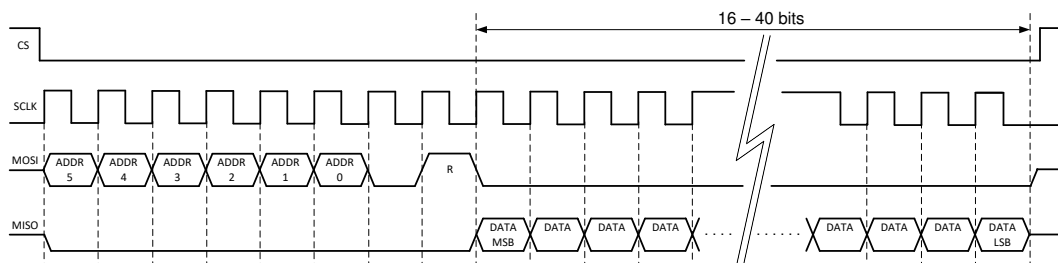 16 – 40 bits
CS
SCLK
MOSI
ADDR 5
ADDR 4
ADDR 3
ADDR 2
ADDR 1
ADDR 0
R
MISO
DATA MSB
DATA
DATA
DATA
DATA
DATA
DATA
DATA LSB